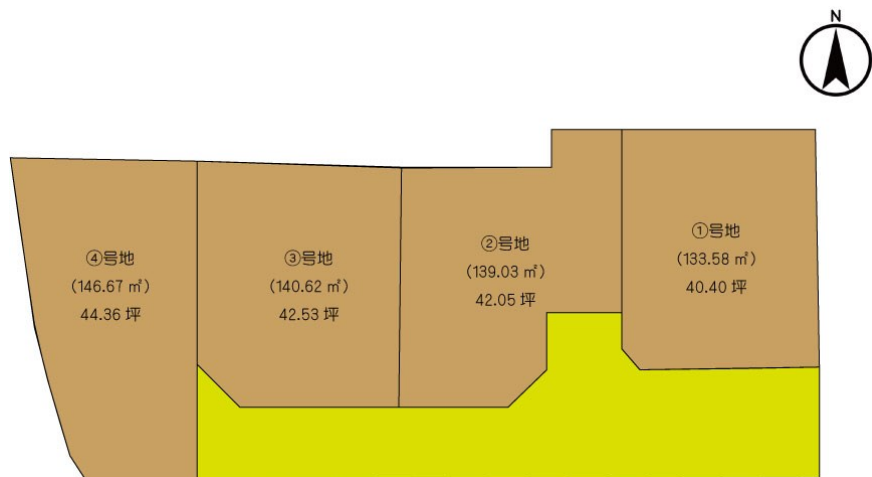 N
④号地
(146.67 ㎡)
44.36 坪
③号地
(140.62 ㎡)
42.53 坪
②号地
(139.03 ㎡)
42.05 坪
①号地
(133.58 ㎡)
40.40 坪